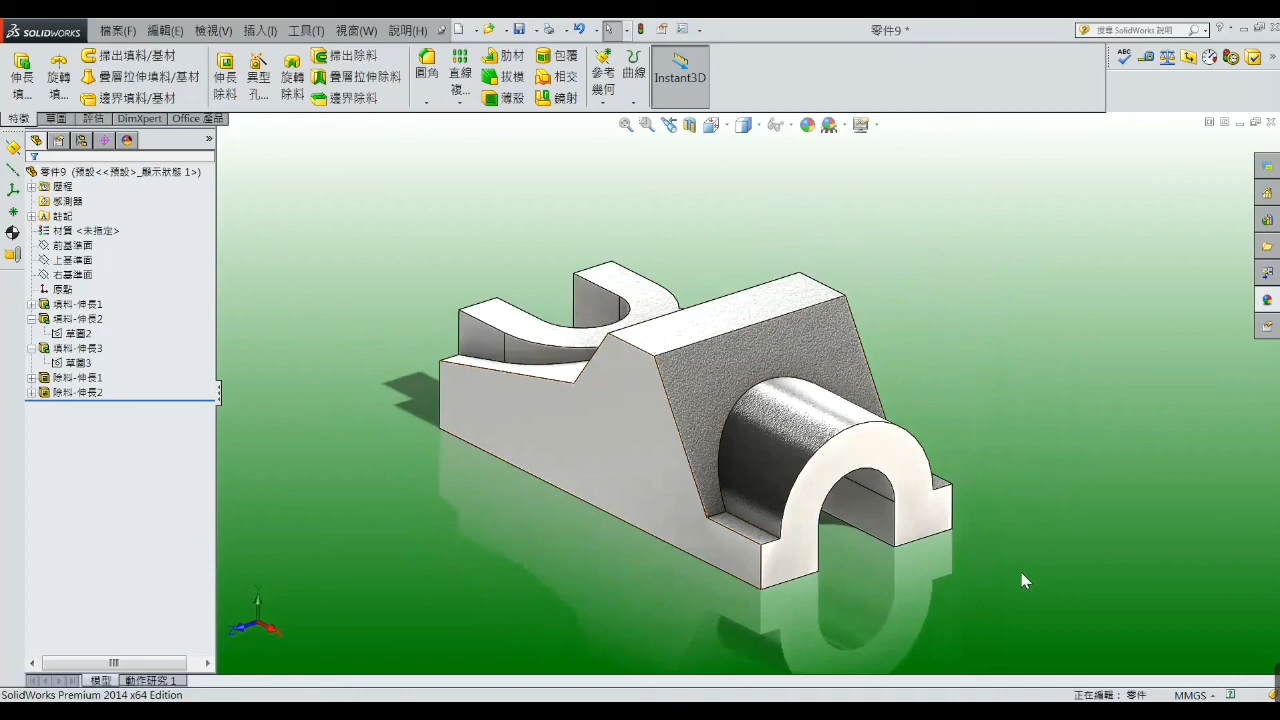 SOLIDWORKS 檔案(F) 編輯(E) 檢視(V) 插入(I) 工具(T) 視窗(W) 說明(H) 零件9 * 搜尋 SolidWorks 說明
伸長填... 旋轉填... 掃出填料/基材 伸長除料 異型孔... 旋轉除料 掃出除料 圓角 直線複... 肋材 包覆 參考幾何 曲線 Instant3D
疊層拉伸填料/基材 疊層拉伸除料 拔模 相交
邊界填料/基材 邊界除料 薄殼 鏡射
特徵 草圖 評估 DimXpert Office 產品
零件9 (預設<<預設>_顯示狀態 1>)
歷程
感測器
註記
材質 <未指定>
前基準面
上基準面
右基準面
原點
填料-伸長1
填料-伸長2
草圖2
填料-伸長3
草圖3
除料-伸長1
除料-伸長2
模型 動作研究 1
SolidWorks Premium 2014 x64 Edition 正在編輯: 零件 MMGS